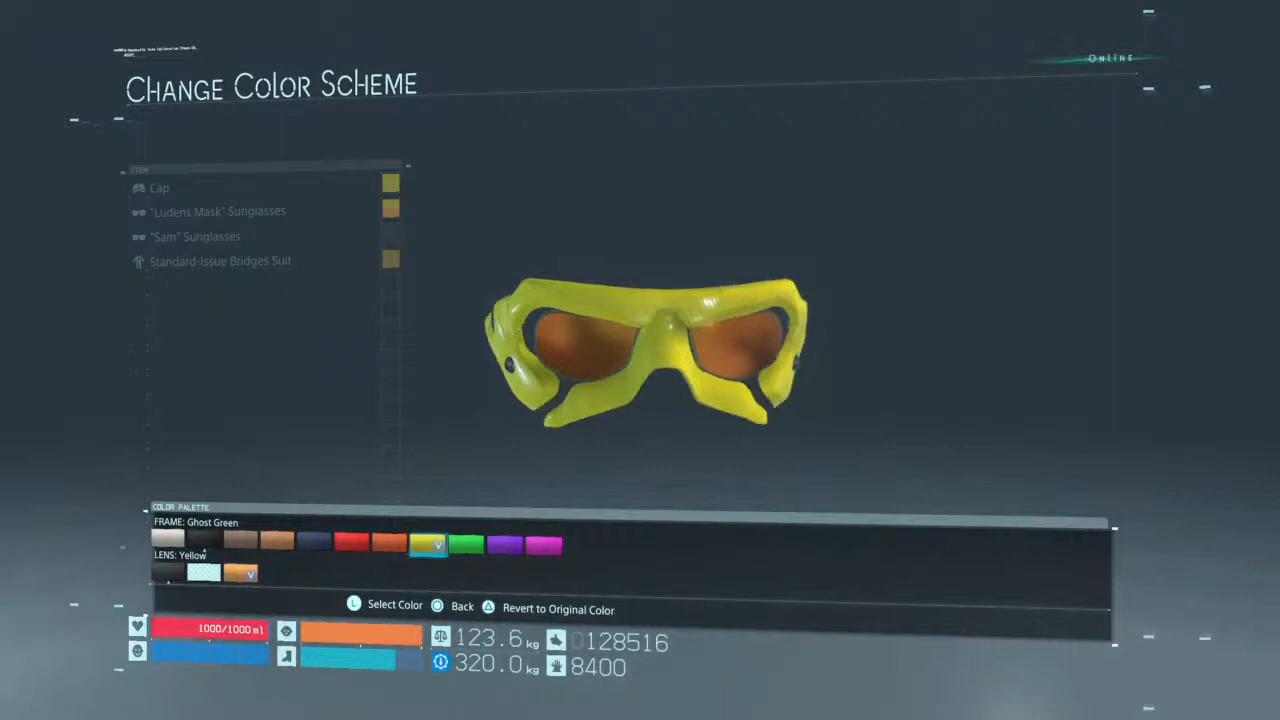 CHANGE COLOR SCHEME
OnLinE
ITEM
Cap
"Ludens Mask" Sunglasses
"Sam" Sunglasses
Standard-Issue Bridges Suit
COLOR PALETTE
FRAME: Ghost Green
LENS: Yellow
L Select Color Back Revert to Original Color
1000/1000 ml
123.6 kg 0128516
320.0 kg 8400